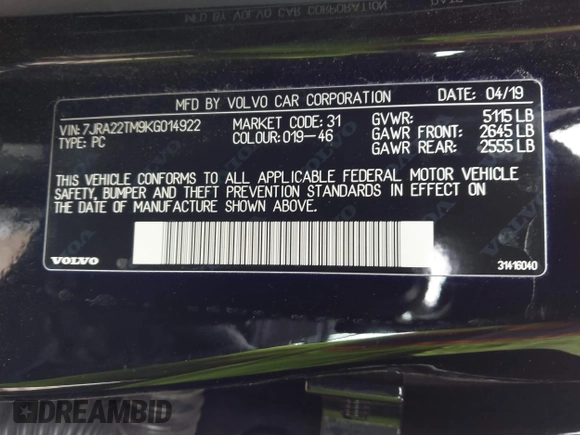 MFD BY VOLVO CAR CORPORATION DATE: 04/19
VIN: 7JRA22TM9KG014922 MARKET CODE: 31 GVWR: 5115 LB
TYPE: PC COLOUR: 019-46 GAWR FRONT: 2645 LB
GAWR REAR: 2555 LB
THIS VEHICLE CONFORMS TO ALL APPLICABLE FEDERAL MOTOR VEHICLE
SAFETY, BUMPER AND THEFT PREVENTION STANDARDS IN EFFECT ON
THE DATE OF MANUFACTURE SHOWN ABOVE.
VOLVO
31416040
DREAMBID